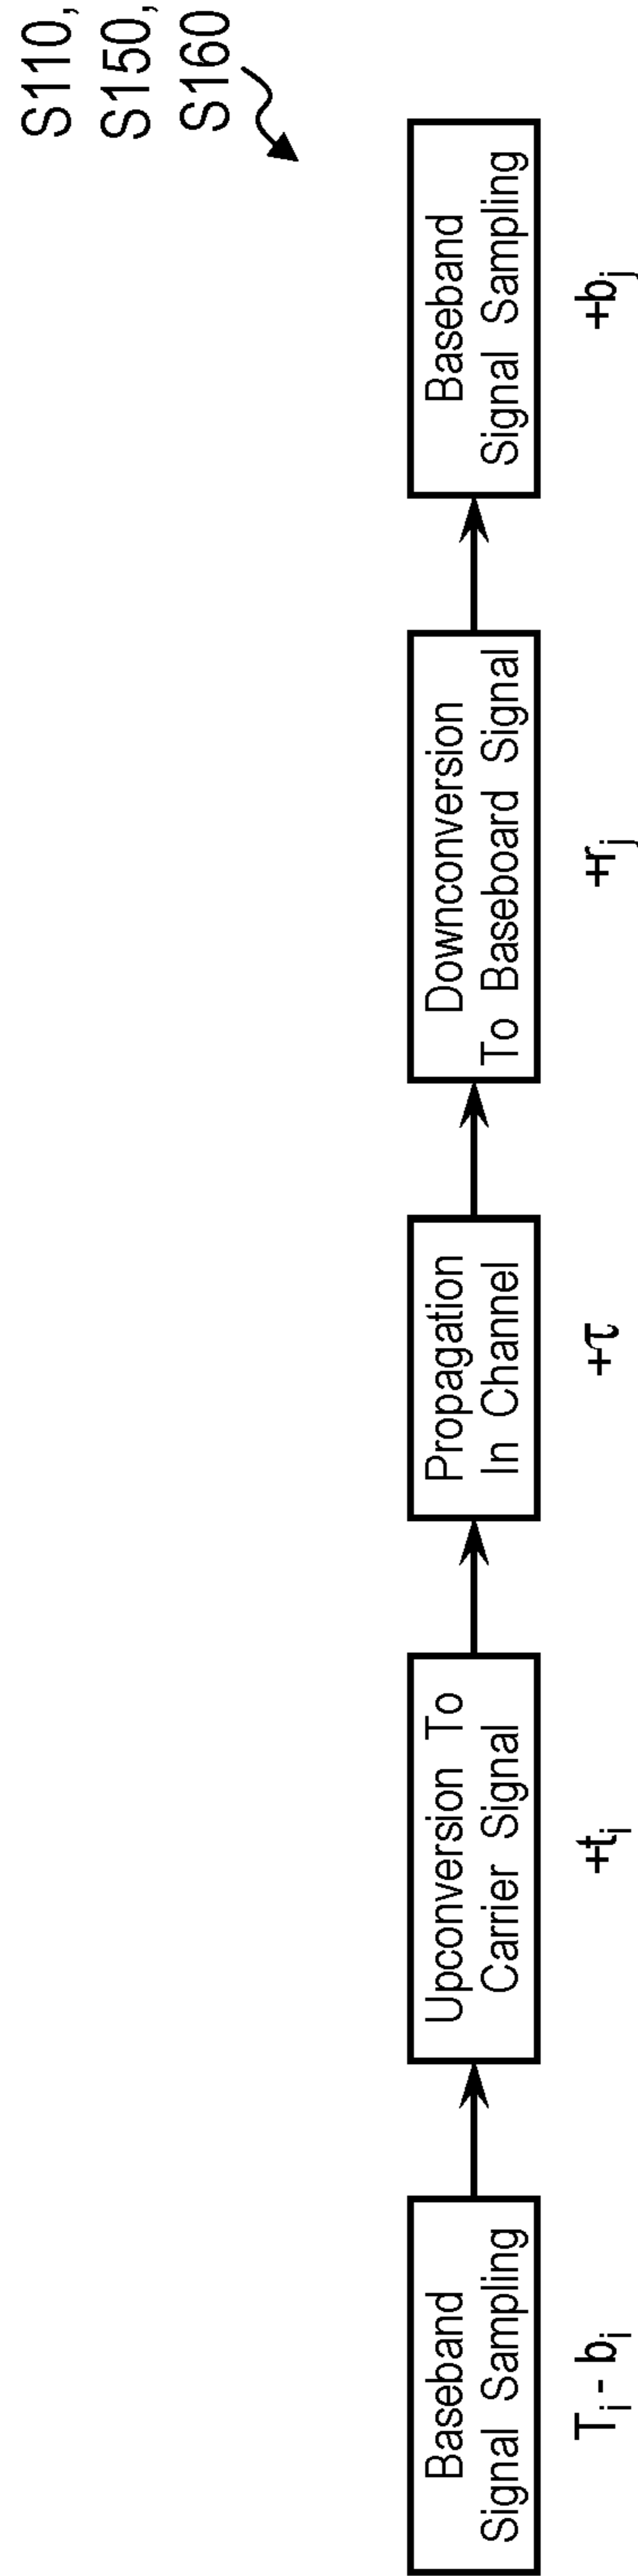 S110,
S150,
S160
Baseband
Signal Sampling
Upconversion To
Carrier Signal
Propagation
In Channel
Downconversion
To Baseboard Signal
Baseband
Signal Sampling
Tᵢ - bᵢ
+tᵢ
+τ
+rⱼ
+bⱼ